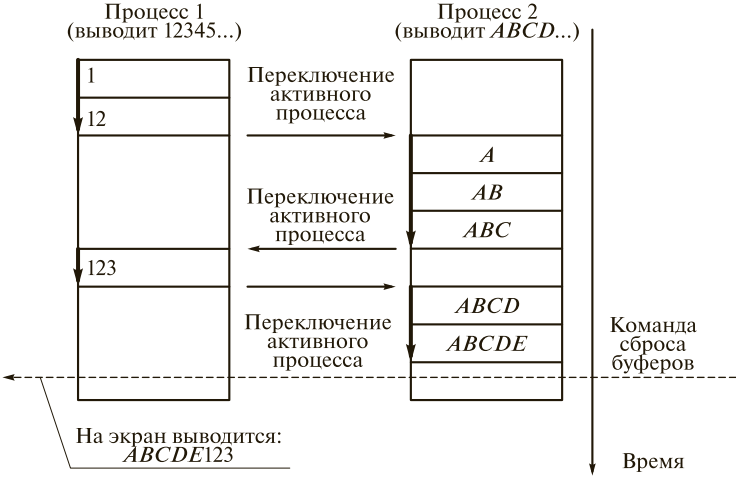 Процесс 1
(выводит 12345...)
Процесс 2
(выводит ABCD...)
1
12
Переключение
активного
процесса
A
AB
ABC
Переключение
активного
процесса
123
Переключение
активного
процесса
ABCD
ABCDE
Команда
сброса
буферов
На экран выводится:
ABCDE123
Время